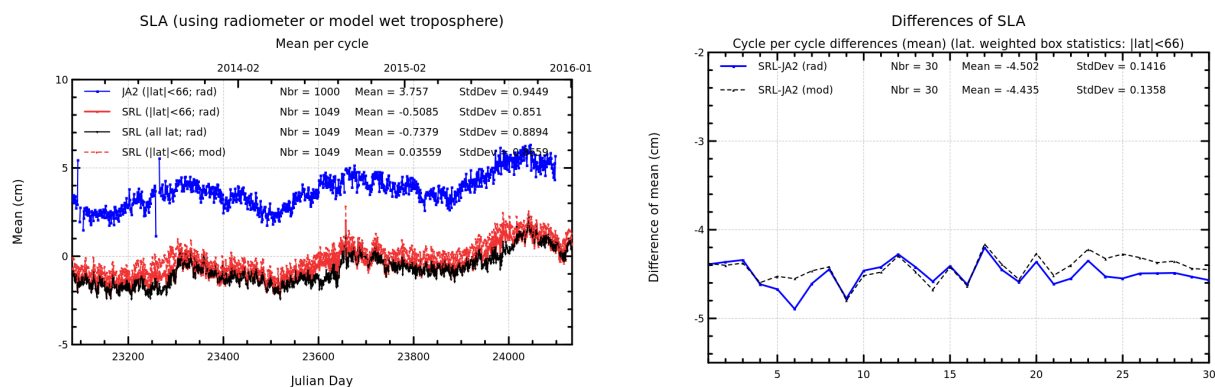 SLA (using radiometer or model wet troposphere)
Mean per cycle
2014-02 2015-02 2016-01
10
5
0
-5
Mean (cm)
JA2 (|lat|<66; rad) Nbr = 1000 Mean = 3.757 StdDev = 0.9449
SRL (|lat|<66; rad) Nbr = 1049 Mean = -0.5085 StdDev = 0.851
SRL (all lat; rad) Nbr = 1049 Mean = -0.7379 StdDev = 0.8894
SRL (|lat|<66; mod) Nbr = 1049 Mean = 0.03559 StdDev =
23200 23400 23600 23800 24000
Julian Day
Differences of SLA
Cycle per cycle differences (mean) (lat. weighted box statistics: |lat|<66)
-2
-3
-4
-5
Difference of mean (cm)
SRL-JA2 (rad) Nbr = 30 Mean = -4.502 StdDev = 0.1416
SRL-JA2 (mod) Nbr = 30 Mean = -4.435 StdDev = 0.1358
5 10 15 20 25 30